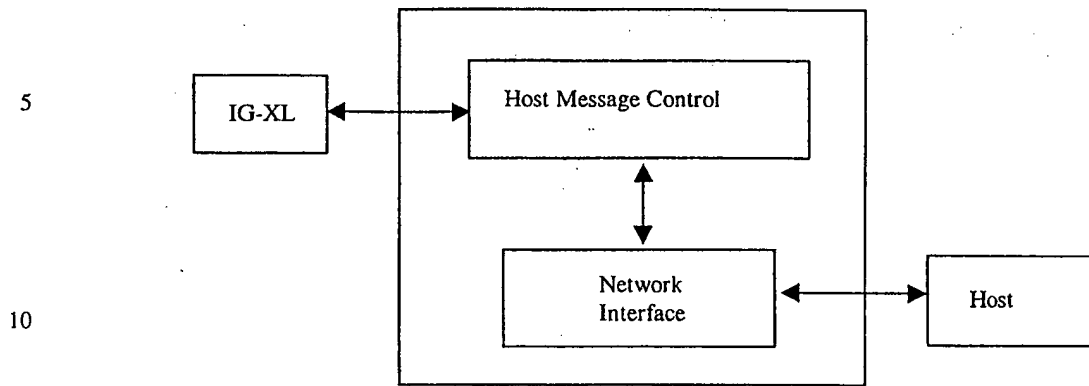 5
IG-XL
Host Message Control
Network
Interface
Host
10